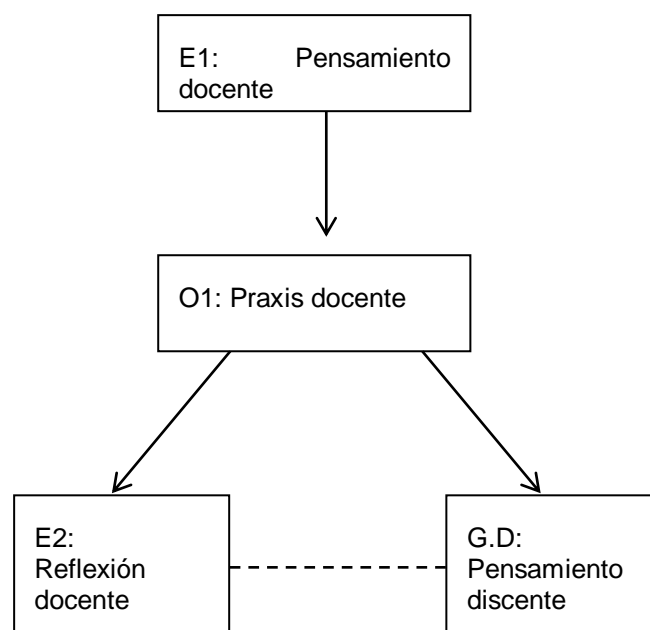 E1: Pensamiento
docente
O1: Praxis docente
E2:
Reflexión
docente
G.D:
Pensamiento
discente